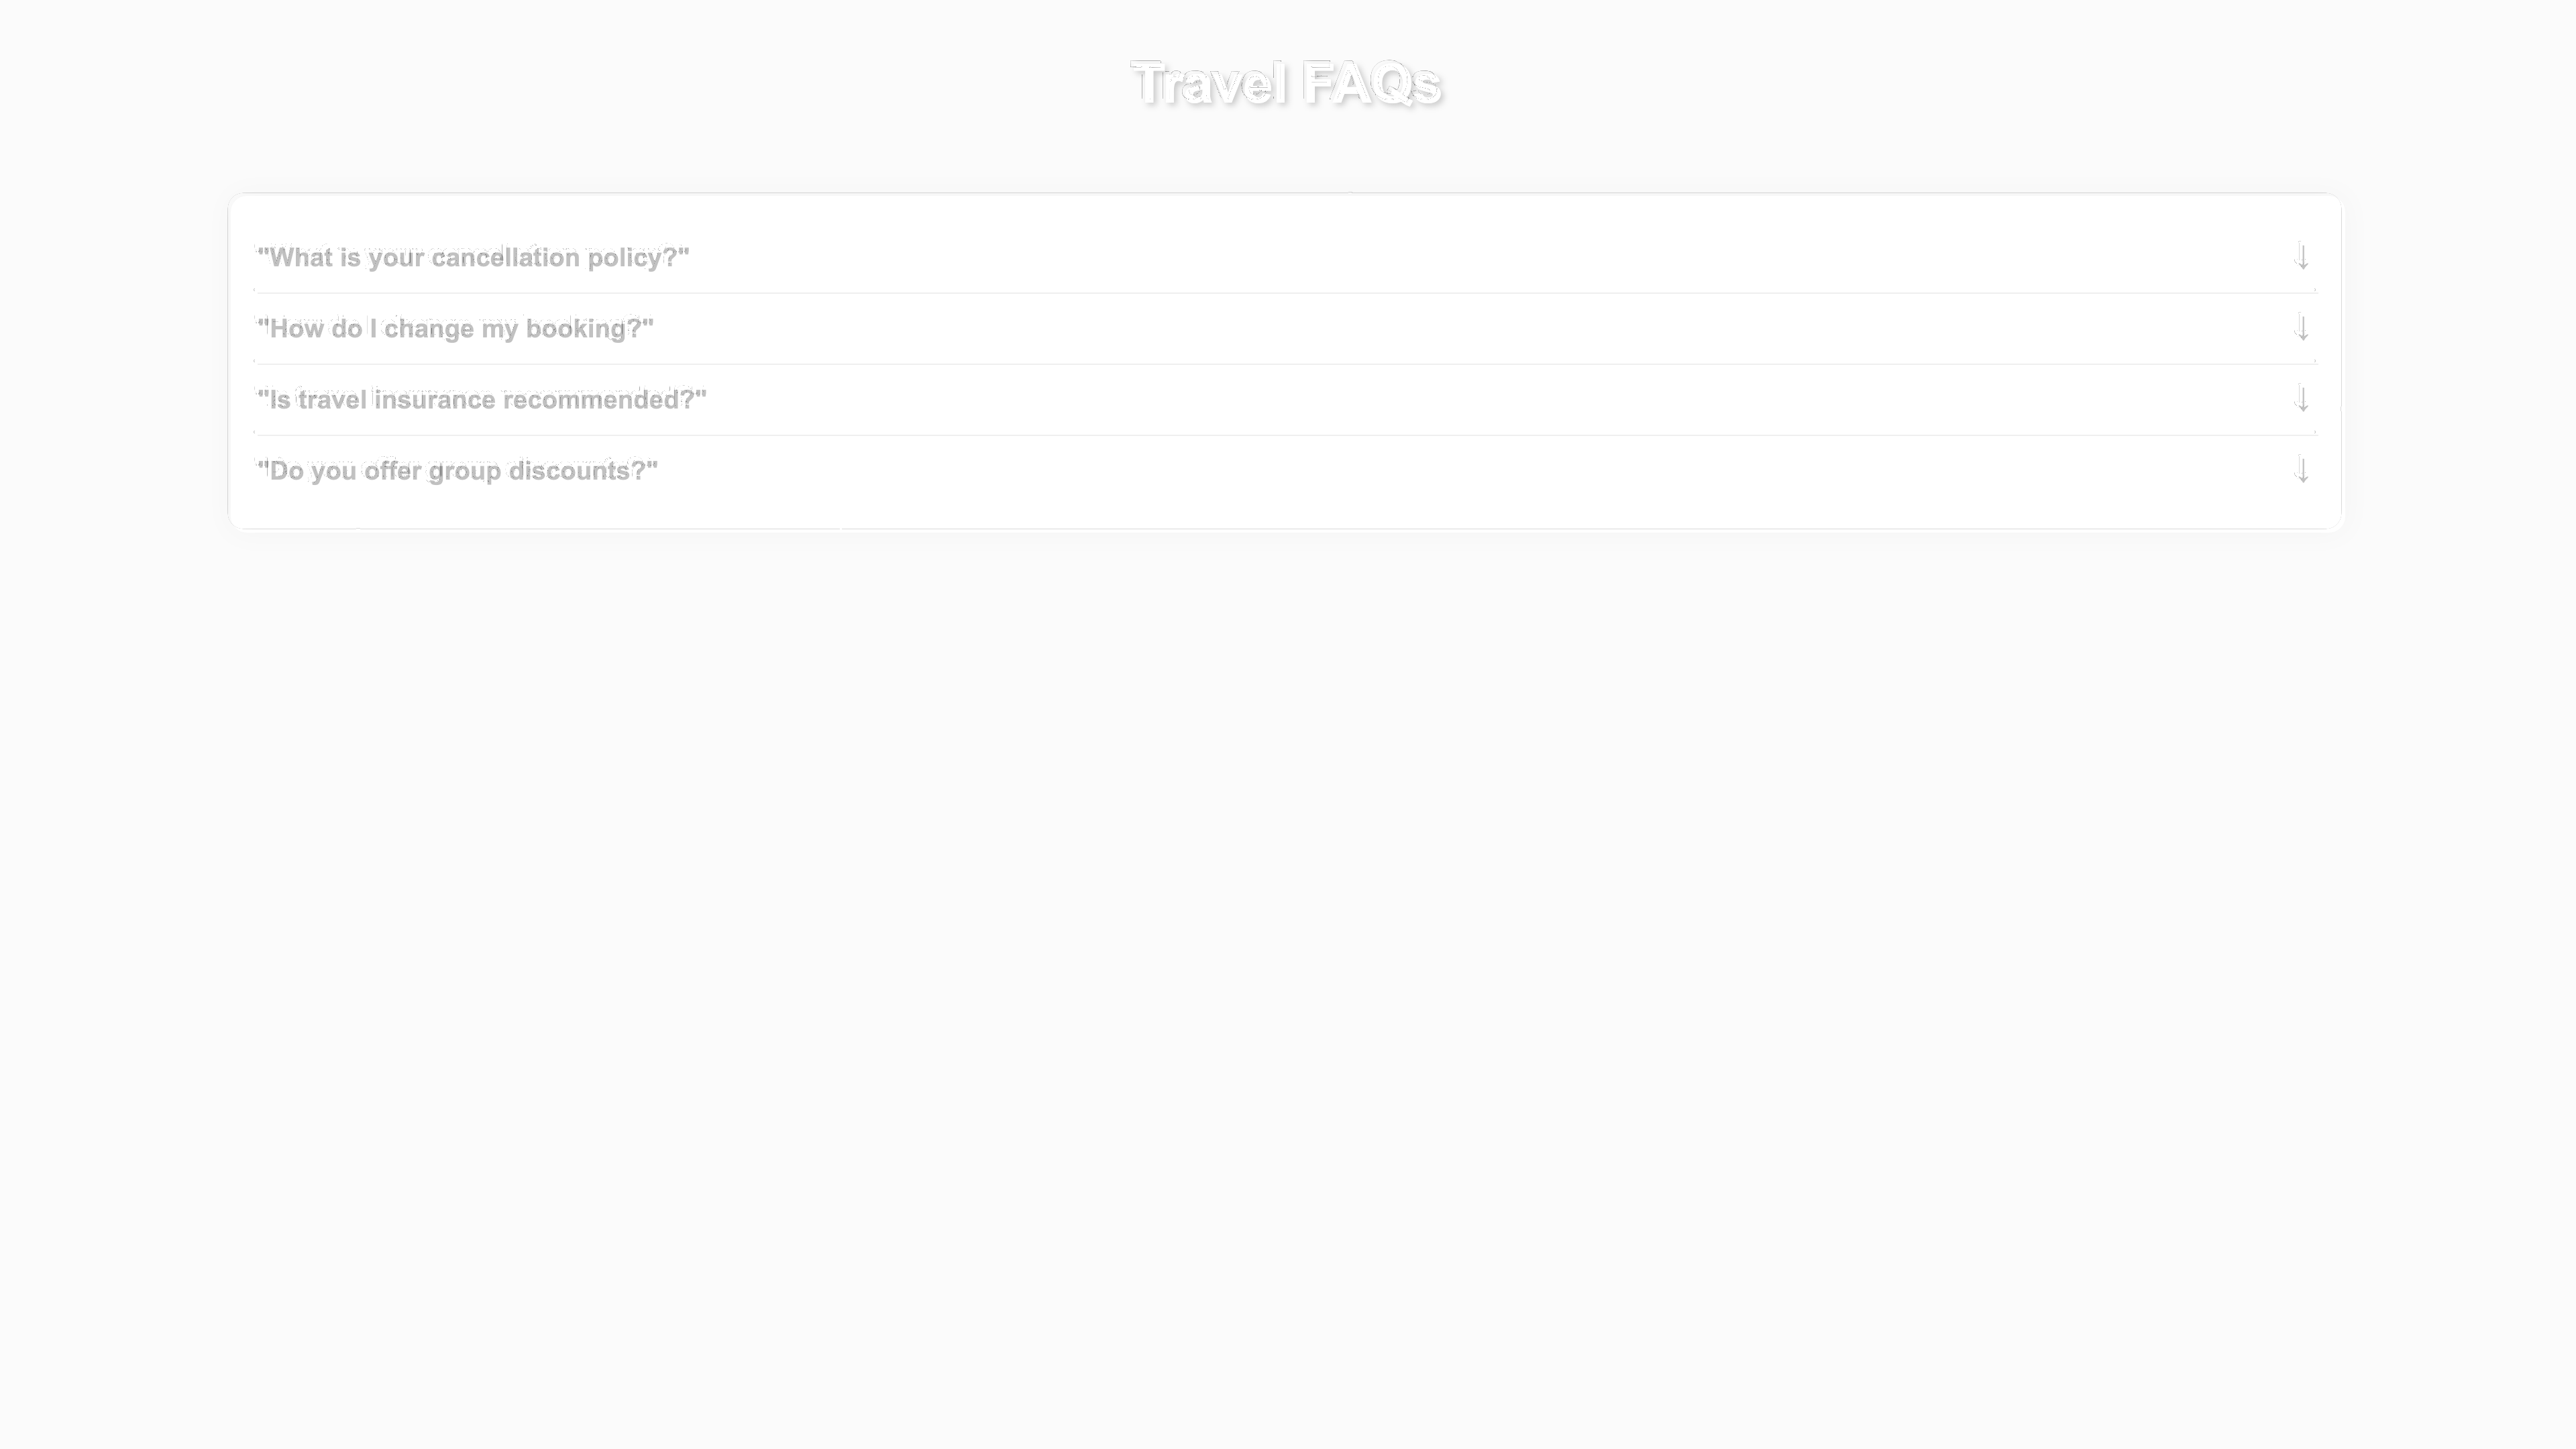 Travel FAQs
"What is your cancellation policy?" ↓
"How do I change my booking?" ↓
"Is travel insurance recommended?" ↓
"Do you offer group discounts?" ↓